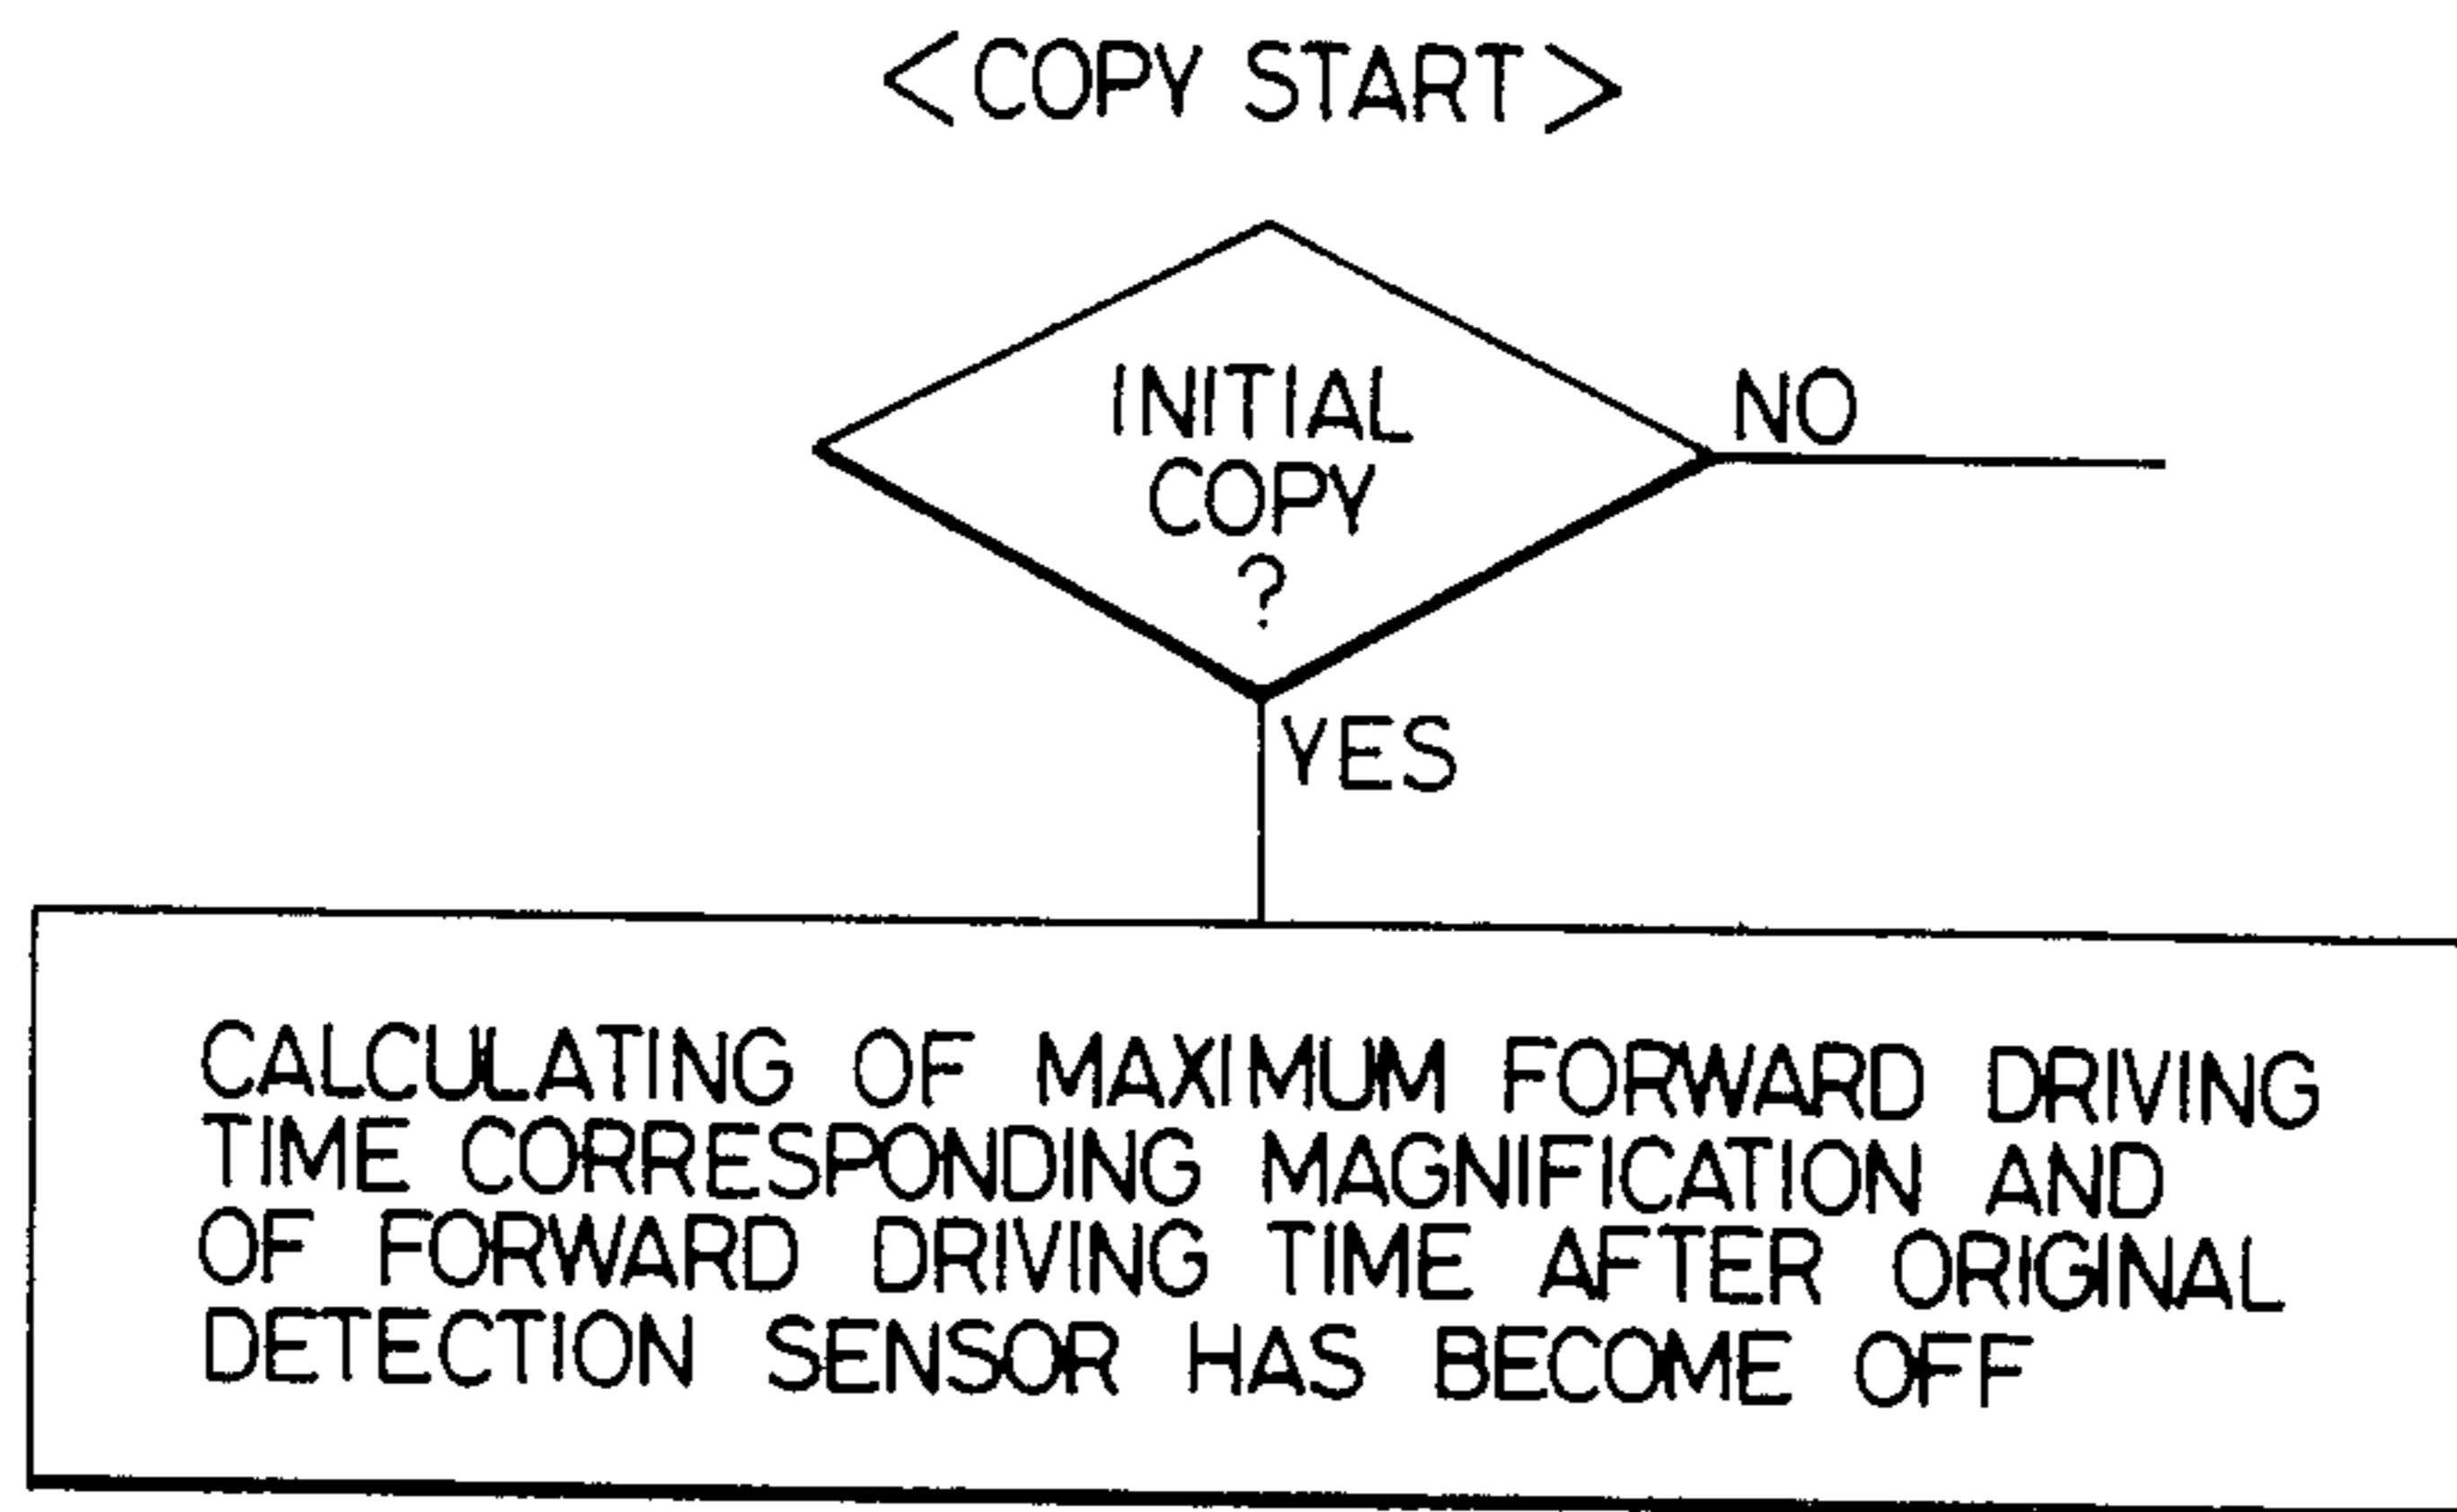 <COPY START>
INITIAL
COPY
?
NO
YES
CALCULATING OF MAXIMUM FORWARD DRIVING
TIME CORRESPONDING MAGNIFICATION AND
OF FORWARD DRIVING TIME AFTER ORIGINAL
DETECTION SENSOR HAS BECOME OFF